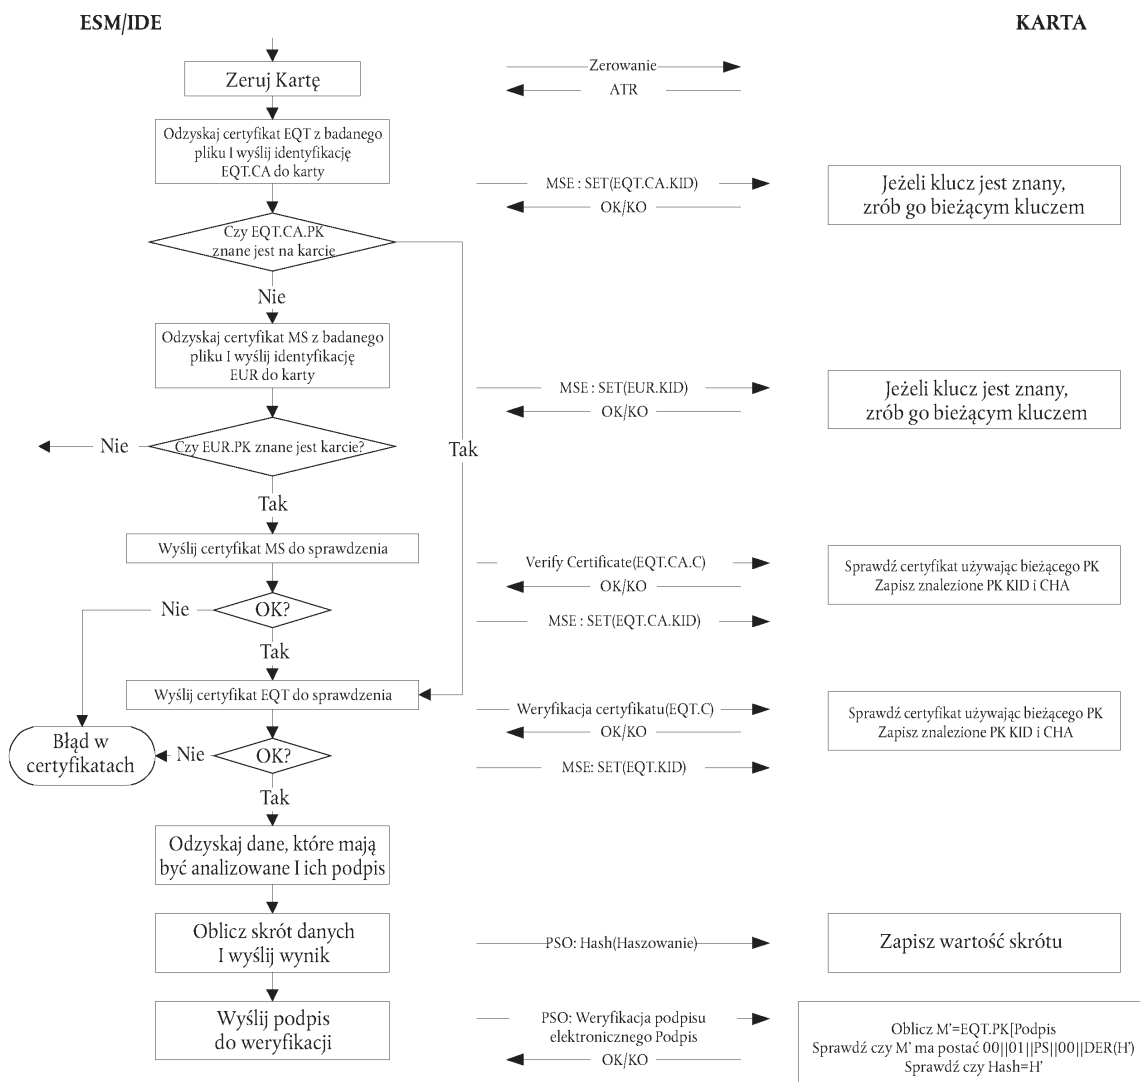 ESM/IDE
KARTA
Zeruj Kartę
Zerowanie
ATR
Odzyskaj certyfikat EQT z badanego
pliku I wyślij identyfikację
EQT.CA do karty
MSE : SET(EQT.CA.KID)
OK/KO
Jeżeli klucz jest znany,
zrób go bieżącym kluczem
Czy EQT.CA.PK
znane jest na karcie
Nie
Odzyskaj certyfikat MS z badanego
pliku I wyślij identyfikację
EUR do karty
MSE : SET(EUR.KID)
OK/KO
Jeżeli klucz jest znany,
zrób go bieżącym kluczem
Nie
Czy EUR.PK znane jest karcie?
Tak
Tak
Wyślij certyfikat MS do sprawdzenia
Verify Certificate(EQT.CA.C)
OK/KO
Sprawdź certyfikat używając bieżącego PK
Zapisz znalezione PK KID i CHA
Nie
OK?
MSE : SET(EQT.CA.KID)
Tak
Wyślij certyfikat EQT do sprawdzenia
Weryfikacja certyfikatu(EQT.C)
OK/KO
Sprawdź certyfikat używając bieżącego PK
Zapisz znalezione PK KID i CHA
Błąd w
certyfikatach
Nie
OK?
MSE: SET(EQT.KID)
Tak
Odzyskaj dane, które mają
być analizowane I ich podpis
Oblicz skrót danych
I wyślij wynik
PSO: Hash(Haszowanie)
Zapisz wartość skrótu
Wyślij podpis
do weryfikacji
PSO: Weryfikacja podpisu
elektronicznego Podpis
OK/KO
Oblicz M'=EQT.PK[Podpis
Sprawdź czy M' ma postać 00||01||PS||00||DER(H')
Sprawdź czy Hash=H'